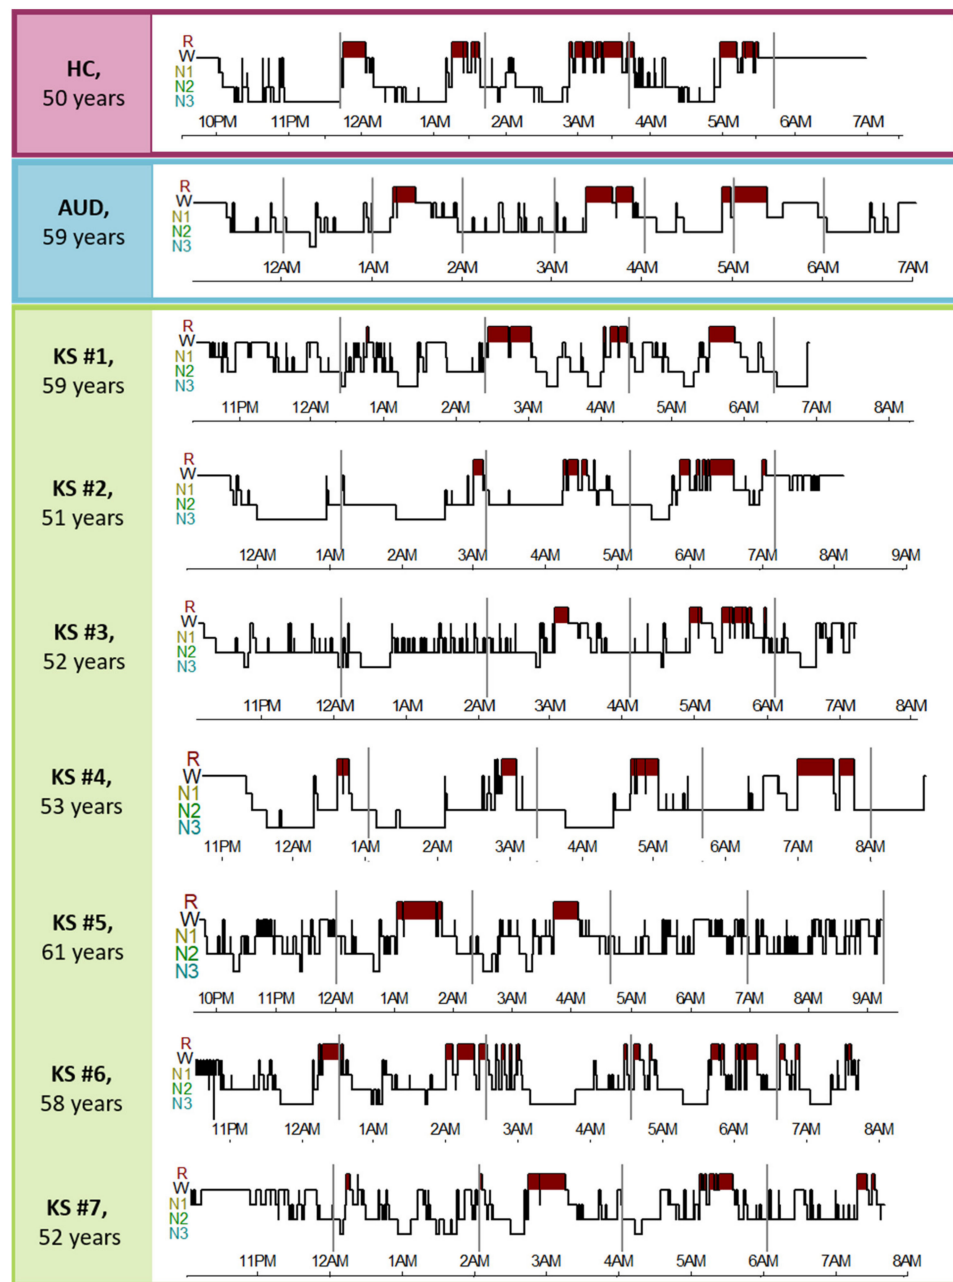 HC,
50 years
R
W
N1
N2
N3
10PM 11PM 12AM 1AM 2AM 3AM 4AM 5AM 6AM 7AM
AUD,
59 years
R
W
N1
N2
N3
12AM 1AM 2AM 3AM 4AM 5AM 6AM 7AM
KS #1,
59 years
R
W
N1
N2
N3
11PM 12AM 1AM 2AM 3AM 4AM 5AM 6AM 7AM 8AM
KS #2,
51 years
R
W
N1
N2
N3
12AM 1AM 2AM 3AM 4AM 5AM 6AM 7AM 8AM 9AM
KS #3,
52 years
R
W
N1
N2
N3
11PM 12AM 1AM 2AM 3AM 4AM 5AM 6AM 7AM 8AM
KS #4,
53 years
R
W
N1
N2
N3
11PM 12AM 1AM 2AM 3AM 4AM 5AM 6AM 7AM 8AM
KS #5,
61 years
R
W
N1
N2
N3
10PM 11PM 12AM 1AM 2AM 3AM 4AM 5AM 6AM 7AM 8AM 9AM
KS #6,
58 years
R
W
N1
N2
N3
11PM 12AM 1AM 2AM 3AM 4AM 5AM 6AM 7AM 8AM
KS #7,
52 years
R
W
N1
N2
N3
11PM 12AM 1AM 2AM 3AM 4AM 5AM 6AM 7AM 8AM